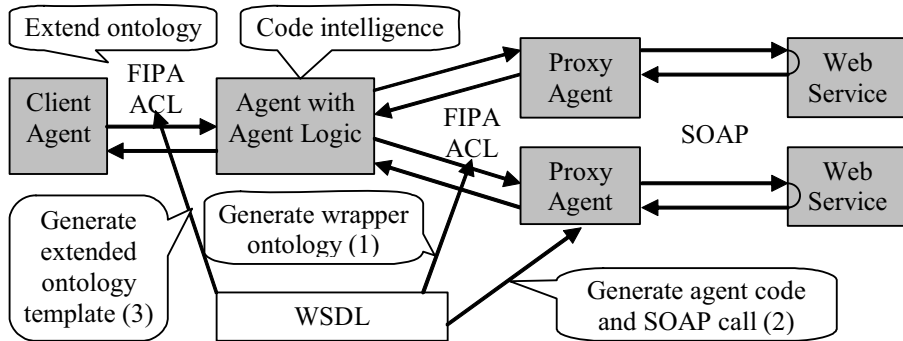 Extend ontology
Code intelligence
FIPA
ACL
Client
Agent
Agent with
Agent Logic
FIPA
ACL
Proxy
Agent
Web
Service
SOAP
Proxy
Agent
Web
Service
Generate
extended
ontology
template (3)
Generate wrapper
ontology (1)
WSDL
Generate agent code
and SOAP call (2)